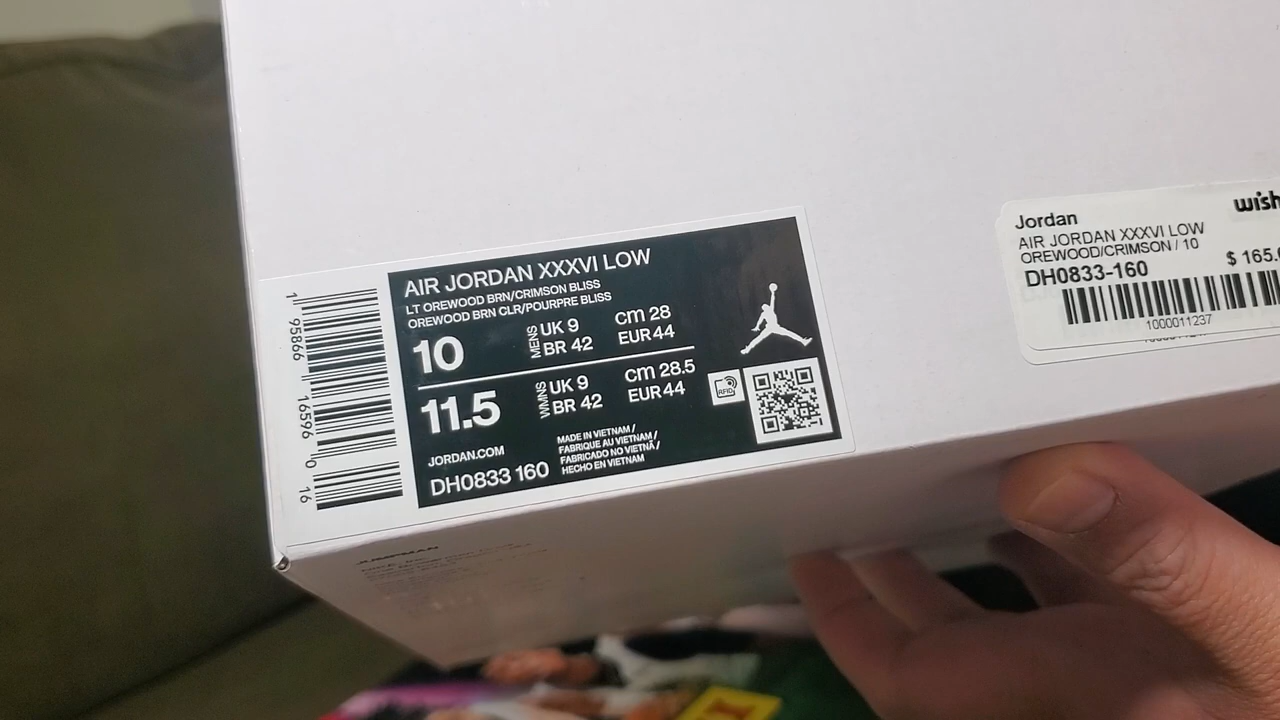 AIR JORDAN XXXVI LOW
LT OREWOOD BRN/CRIMSON BLISS
OREWOOD BRN CLR/POURPRE BLISS
10
MENS
UK 9
BR 42
cm 28
EUR 44
11.5
WMNS
UK 9
BR 42
cm 28.5
EUR 44
RFID
JORDAN.COM
MADE IN VIETNAM /
FABRIQUE AU VIETNAM /
FABRICADO NO VIETNÃ /
HECHO EN VIETNAM
DH0833 160
1 95866 16596 0 16
Jordan
wish
AIR JORDAN XXXVI LOW
OREWOOD/CRIMSON / 10
DH0833-160
$ 165.
1000011237
JUMPMAN